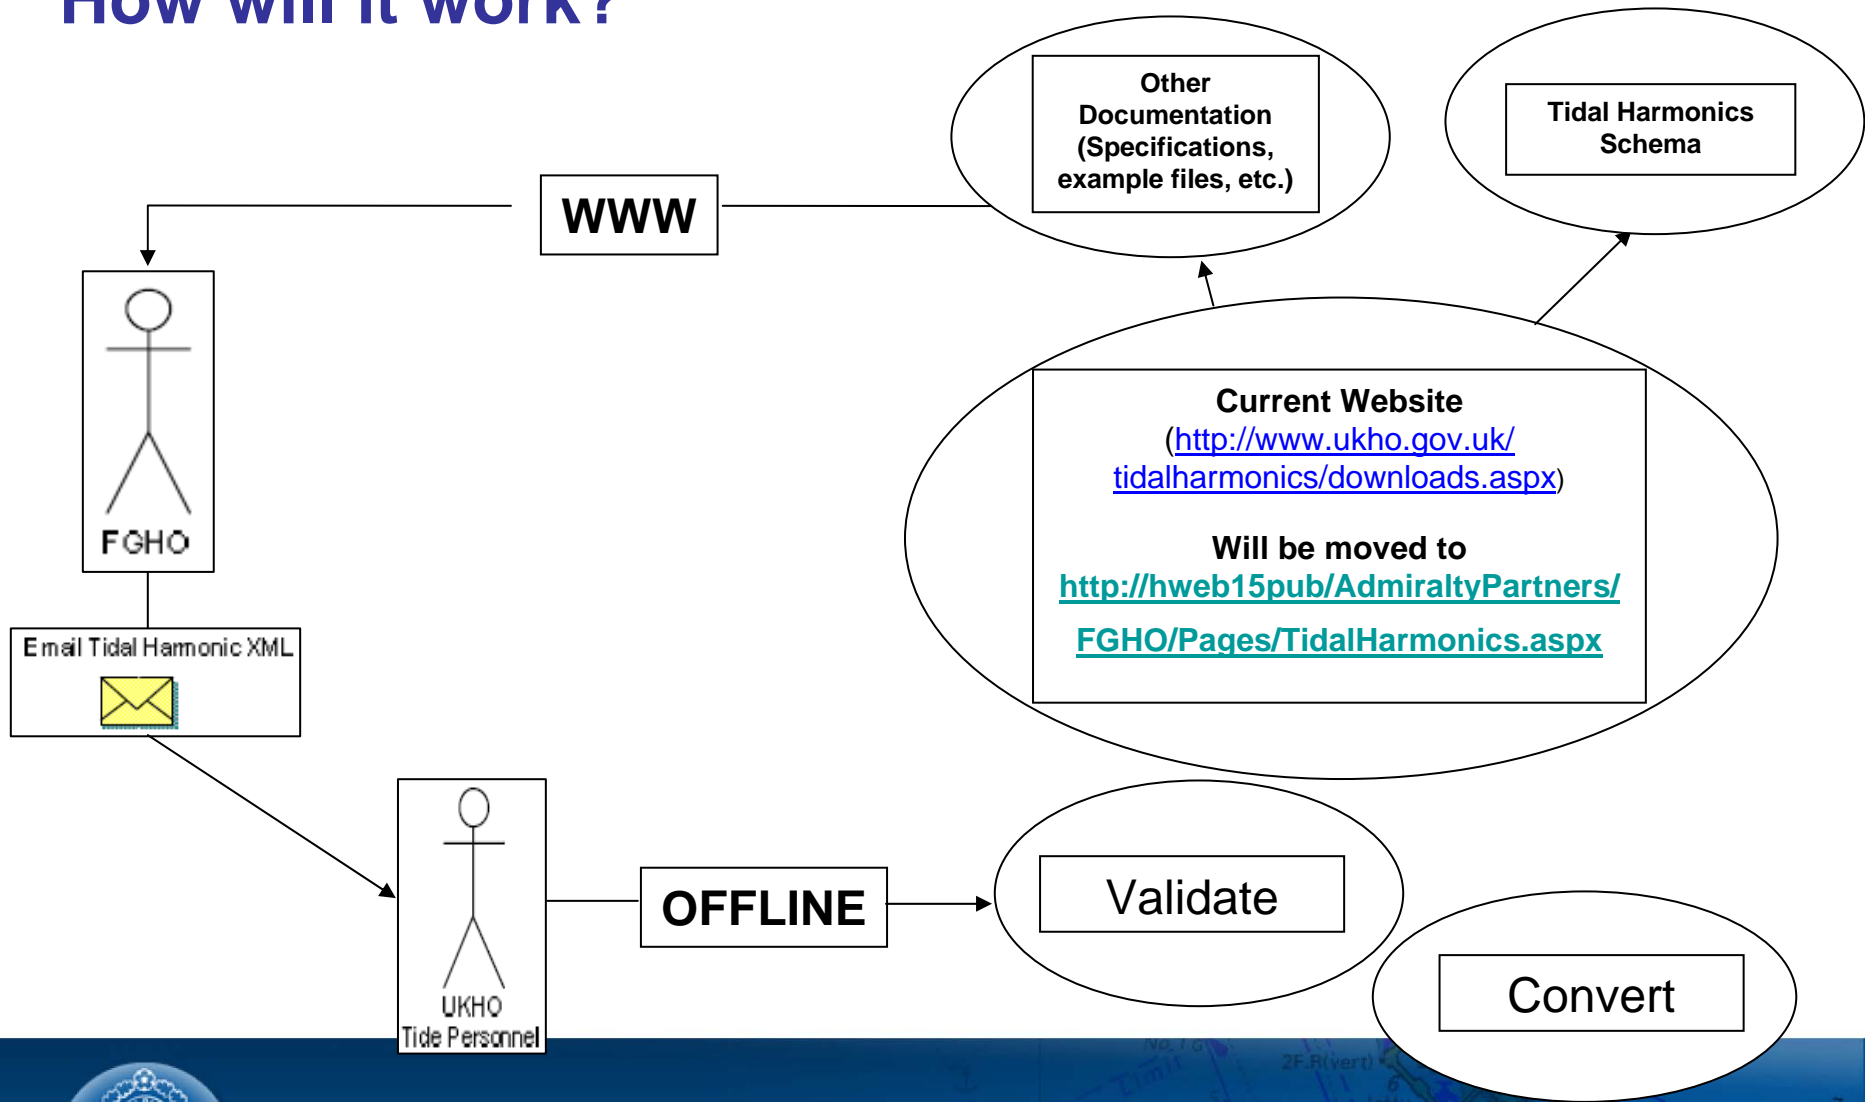 How will it work?
Other
Documentation
(Specifications,
example files, etc.)
Tidal Harmonics
Schema
WWW
FGHO
Current Website
(http://www.ukho.gov.uk/
tidalharmonics/downloads.aspx)
Will be moved to
http://hweb15pub/AdmiraltyPartners/
FGHO/Pages/TidalHarmonics.aspx
Email Tidal Harmonic XML
UKHO
Tide Personnel
OFFLINE
Validate
Convert
2F.R(vert)